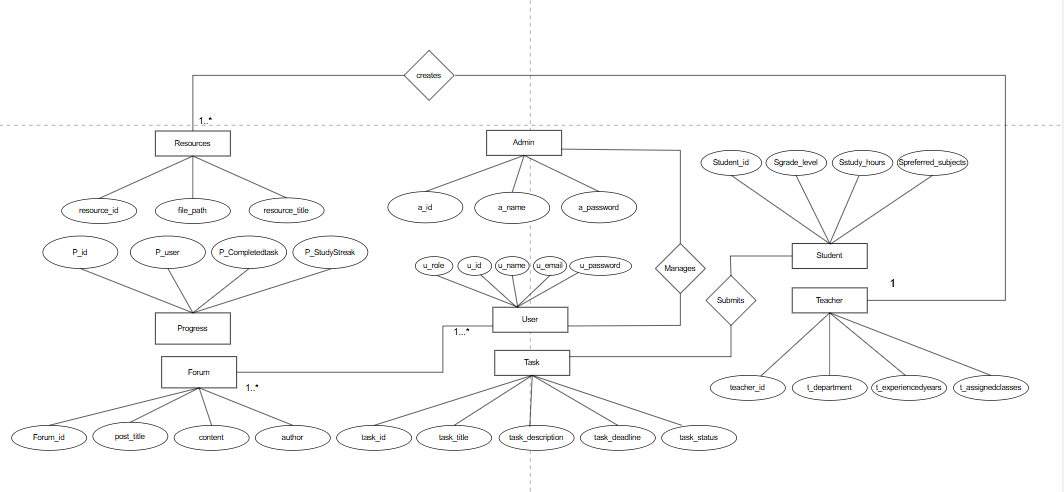 creates
1..*
Resources
Admin
Student_id
Sgrade_level
Sstudy_hours
Spreferred_subjects
resource_id
file_path
resource_title
a_id
a_name
a_password
P_id
P_user
P_Completedtask
P_StudyStreak
u_role
u_id
u_name
u_email
u_password
Manages
Student
1
Submits
Teacher
Progress
User
1...*
Task
Forum
1..*
teacher_id
t_department
t_experiencedyears
t_assignedclasses
Forum_id
post_title
content
author
task_id
task_title
task_description
task_deadline
task_status